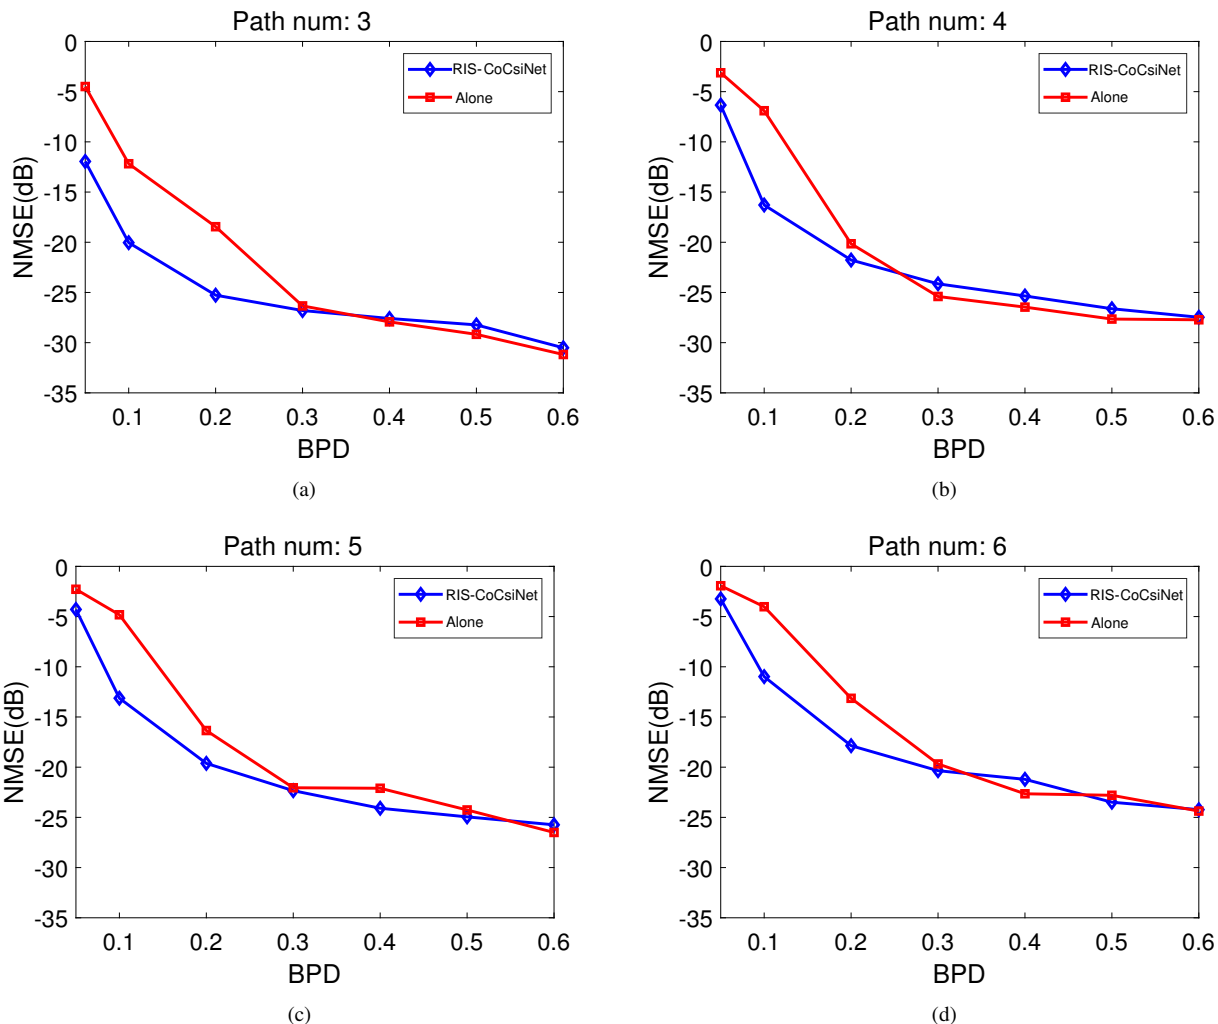 Path num: 3
0
-5
-10
-15
-20
-25
-30
-35
NMSE(dB)
RIS-CoCsiNet
Alone
0.1 0.2 0.3 0.4 0.5 0.6
BPD
(a)
Path num: 4
0
-5
-10
-15
-20
-25
-30
-35
NMSE(dB)
RIS-CoCsiNet
Alone
0.1 0.2 0.3 0.4 0.5 0.6
BPD
(b)
Path num: 5
0
-5
-10
-15
-20
-25
-30
-35
NMSE(dB)
RIS-CoCsiNet
Alone
0.1 0.2 0.3 0.4 0.5 0.6
BPD
(c)
Path num: 6
0
-5
-10
-15
-20
-25
-30
-35
NMSE(dB)
RIS-CoCsiNet
Alone
0.1 0.2 0.3 0.4 0.5 0.6
BPD
(d)